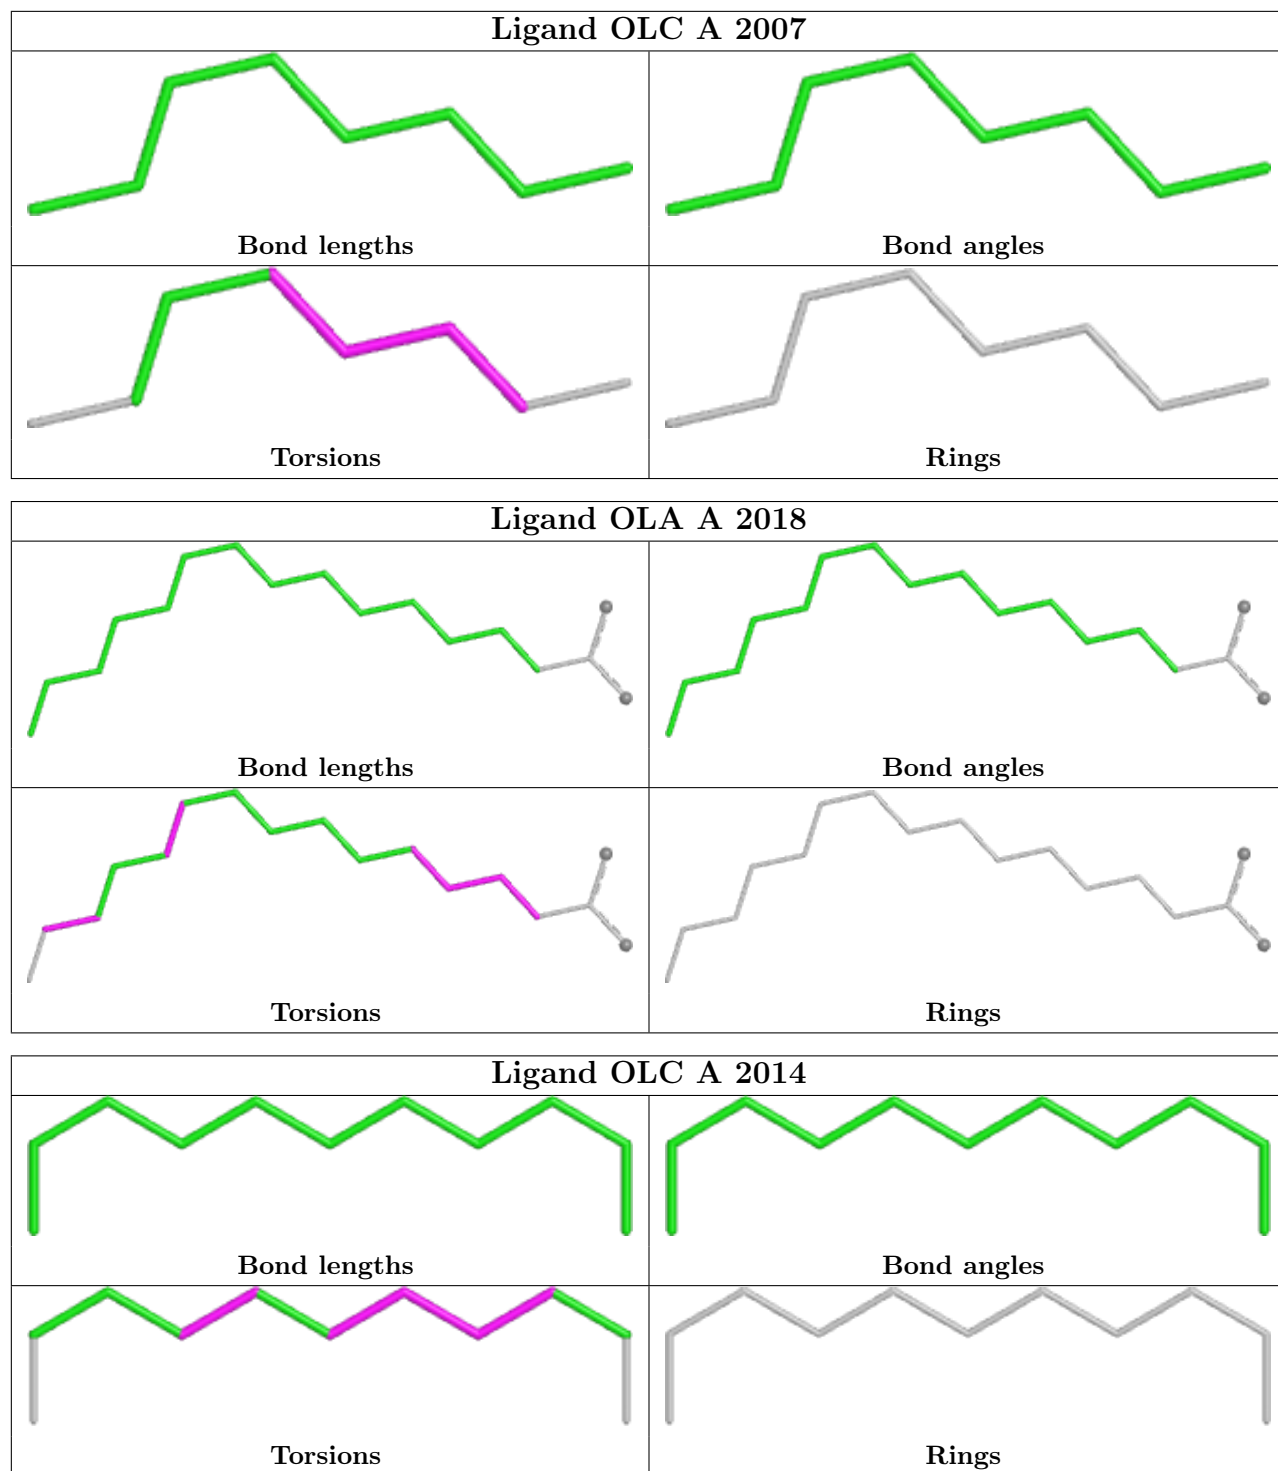 Ligand OLC A 2007
Bond lengths
Bond angles
Torsions
Rings
Ligand OLA A 2018
Bond lengths
Bond angles
Torsions
Rings
Ligand OLC A 2014
Bond lengths
Bond angles
Torsions
Rings